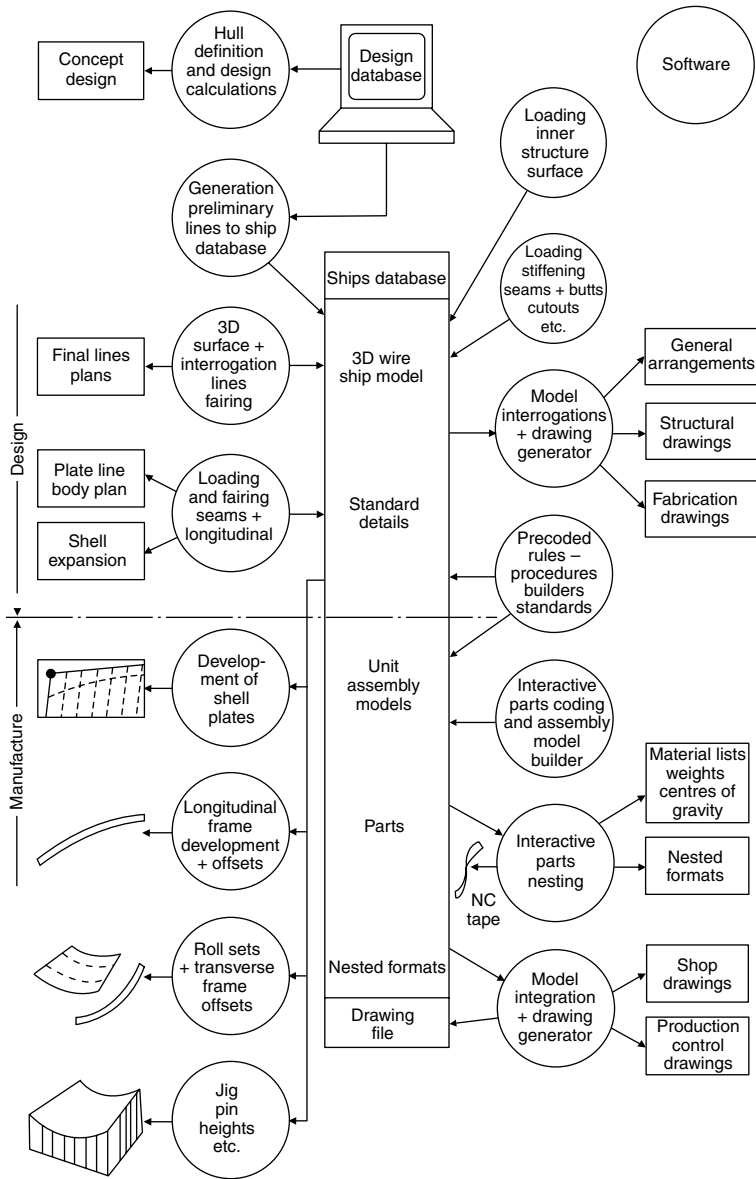 Concept
design
Hull
definition
and design
calculations
Design
database
Software
Loading
inner
structure
surface
Generation
preliminary
lines to ship
database
Ships database
Loading
stiffening
seams + butts
cutouts
etc.
Final lines
plans
3D
surface +
interrogation
lines
fairing
3D wire
ship model
Model
interrogations
+ drawing
generator
General
arrangements
Structural
drawings
Fabrication
drawings
Design
Plate line
body plan
Shell
expansion
Loading
and fairing
seams +
longitudinal
Standard
details
Precoded
rules –
procedures
builders
standards
Manufacture
Develop-
ment of
shell
plates
Unit
assembly
models
Interactive
parts coding
and assembly
model
builder
Longitudinal
frame
development
+ offsets
Parts
NC
tape
Interactive
parts
nesting
Material lists
weights
centres of
gravity
Nested
formats
Roll sets
+ transverse
frame
offsets
Nested formats
Drawing
file
Model
integration
+ drawing
generator
Shop
drawings
Production
control
drawings
Jig
pin
heights
etc.